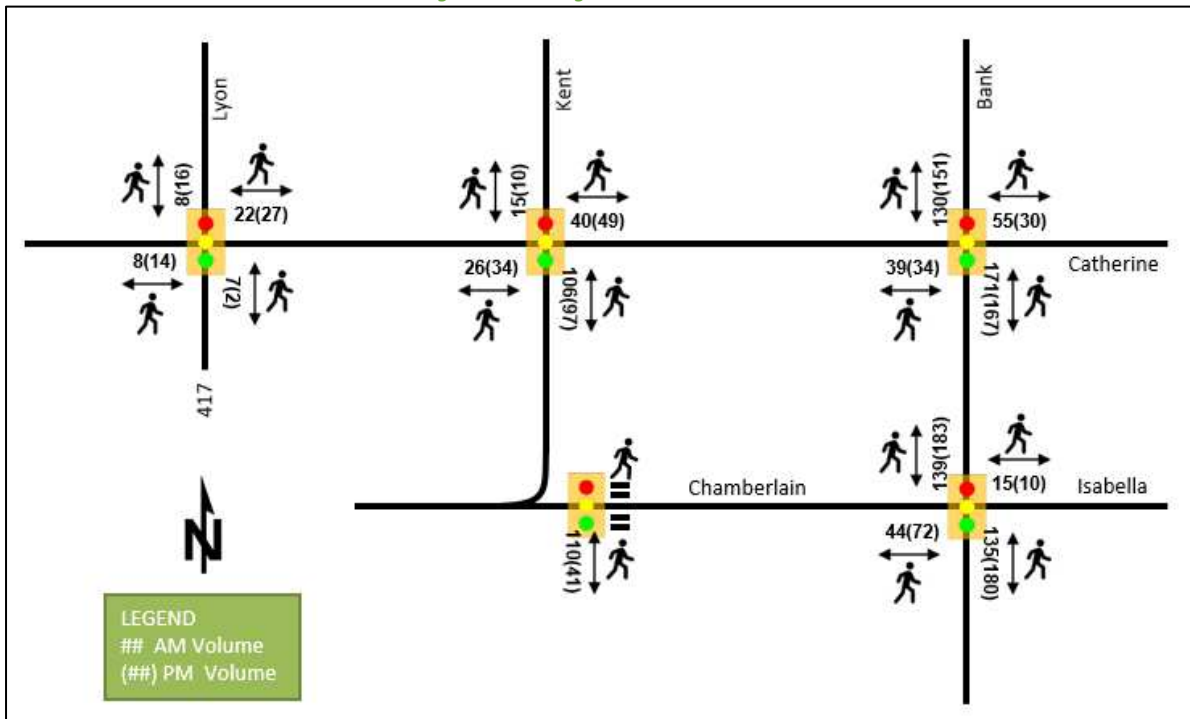 Lyon
Kent
Bank
8(16)
22(27)
15(10)
40(49)
130(151)
55(30)
8(14)
7(2)
26(34)
106(97)
39(34)
171(167)
Catherine
417
139(183)
Chamberlain
15(10)
Isabella
110(41)
44(72)
135(180)
N
LEGEND
## AM Volume
(##) PM Volume